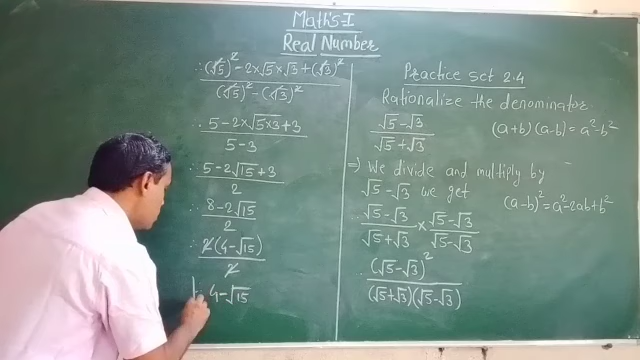 Math's-I
Real Number
Practice Set 2.4
Rationalize the denominator
√5-√3 / √5+√3
(a+b)(a-b)=a²-b²
⇒ We divide and multiply by
√5-√3 we get
(a-b)²=a²-2ab+b²
∴ √5-√3 / √5+√3 × √5-√3 / √5-√3
∴ (√5-√3)² / (√5+√3)(√5-√3)
∴ (√5)²-2×√5×√3+(√3)² / (√5)²-(√3)²
∴ 5-2×√5×3+3 / 5-3
∴ 5-2√15+3 / 2
∴ 8-2√15 / 2
∴ 2(4-√15) / 2
∴ 4-√15